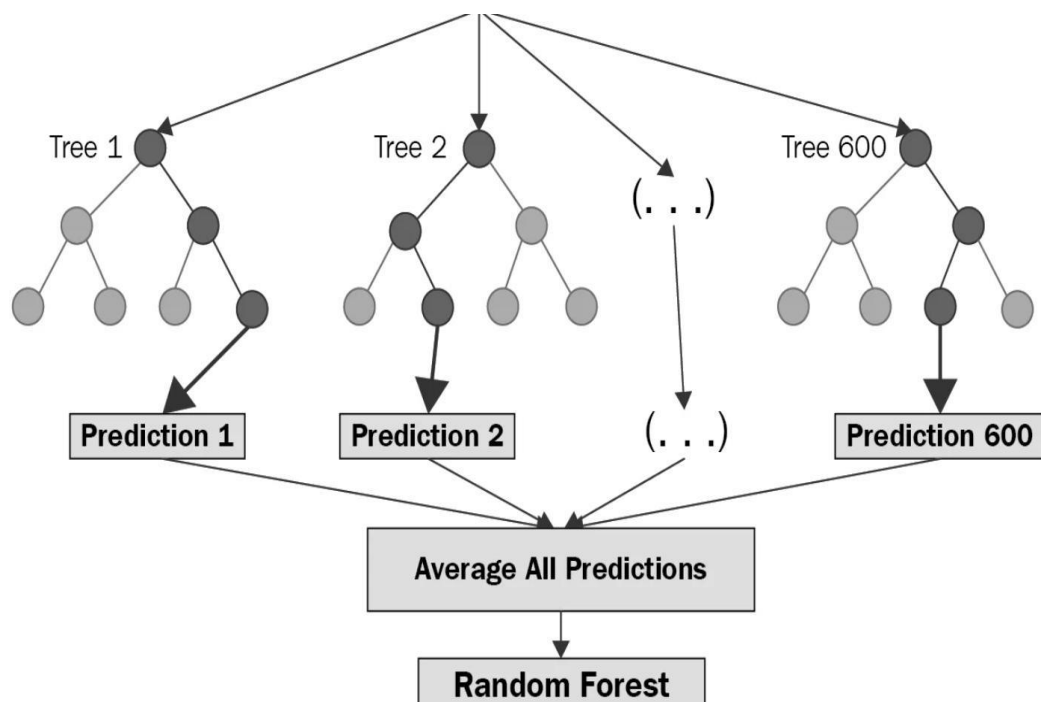 Tree 1
Tree 2
Tree 600
(. . .)
Prediction 1
Prediction 2
(. . .)
Prediction 600
Average All Predictions
Random Forest